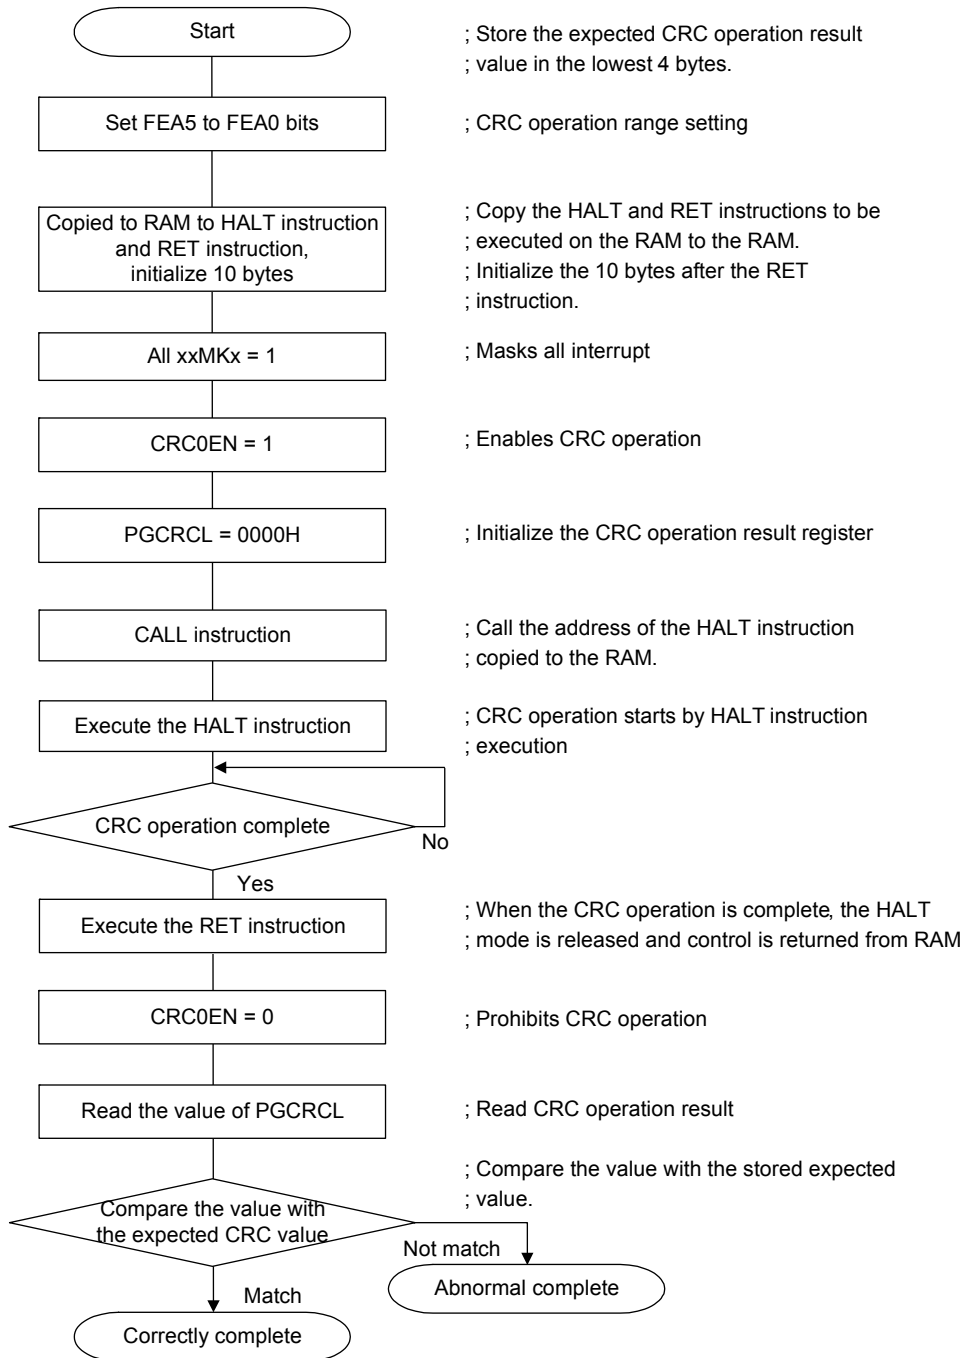 Start
; Store the expected CRC operation result
; value in the lowest 4 bytes.
Set FEA5 to FEA0 bits
; CRC operation range setting
Copied to RAM to HALT instruction
and RET instruction,
initialize 10 bytes
; Copy the HALT and RET instructions to be
; executed on the RAM to the RAM.
; Initialize the 10 bytes after the RET
; instruction.
All xxMKx = 1
; Masks all interrupt
CRC0EN = 1
; Enables CRC operation
PGCRCL = 0000H
; Initialize the CRC operation result register
CALL instruction
; Call the address of the HALT instruction
; copied to the RAM.
Execute the HALT instruction
; CRC operation starts by HALT instruction
; execution
CRC operation complete
No
Yes
Execute the RET instruction
; When the CRC operation is complete, the HALT
; mode is released and control is returned from RAM
CRC0EN = 0
; Prohibits CRC operation
Read the value of PGCRCL
; Read CRC operation result
; Compare the value with the stored expected
; value.
Compare the value with
the expected CRC value
Not match
Abnormal complete
Match
Correctly complete